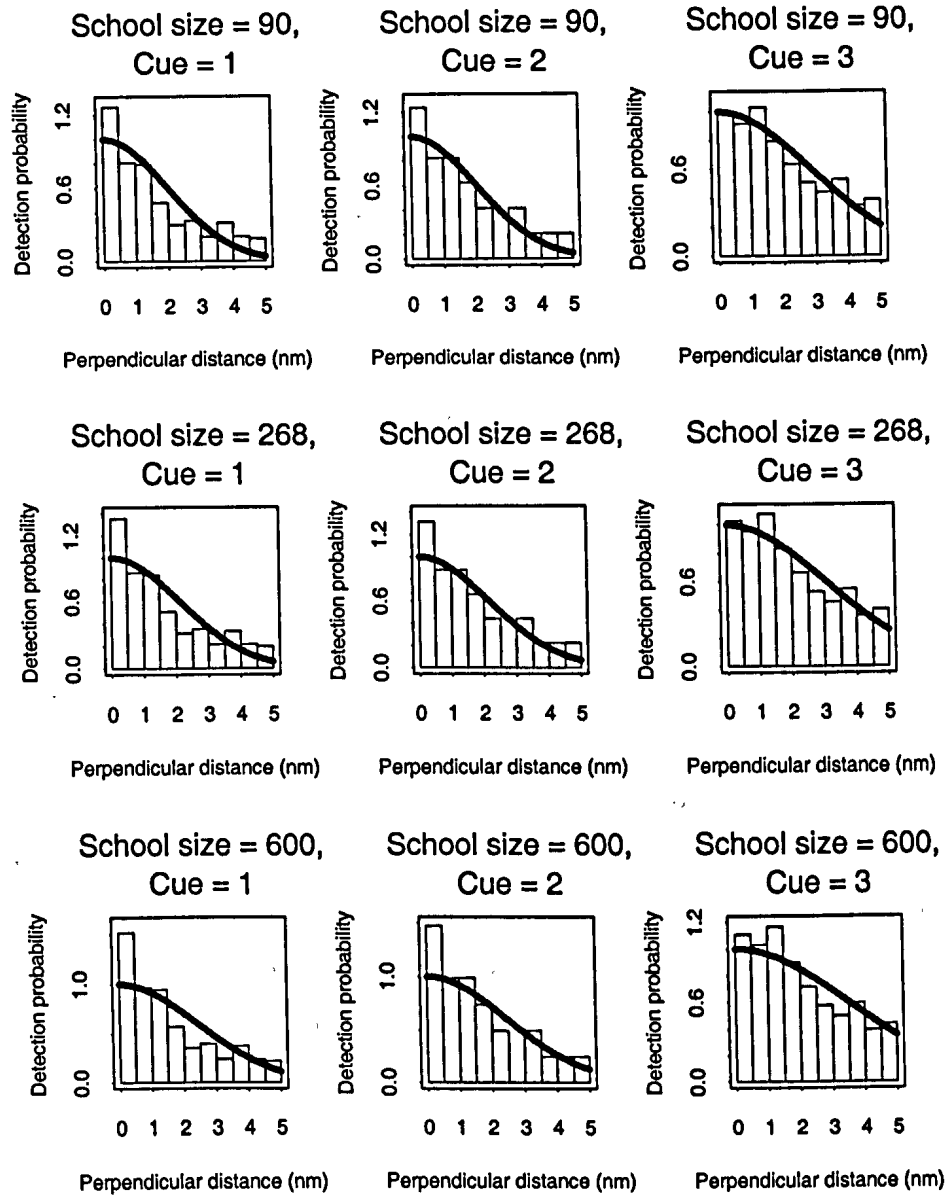 School size = 90,
Cue = 1
School size = 90,
Cue = 2
School size = 90,
Cue = 3
Detection probability
0.0 0.6 1.2
0 1 2 3 4 5
Perpendicular distance (nm)
Detection probability
0.0 0.6 1.2
0 1 2 3 4 5
Perpendicular distance (nm)
Detection probability
0.0 0.6
0 1 2 3 4 5
Perpendicular distance (nm)
School size = 268,
Cue = 1
School size = 268,
Cue = 2
School size = 268,
Cue = 3
Detection probability
0.0 0.6 1.2
0 1 2 3 4 5
Perpendicular distance (nm)
Detection probability
0.0 0.6 1.2
0 1 2 3 4 5
Perpendicular distance (nm)
Detection probability
0.0 0.6
0 1 2 3 4 5
Perpendicular distance (nm)
School size = 600,
Cue = 1
School size = 600,
Cue = 2
School size = 600,
Cue = 3
Detection probability
0.0 1.0
0 1 2 3 4 5
Perpendicular distance (nm)
Detection probability
0.0 1.0
0 1 2 3 4 5
Perpendicular distance (nm)
Detection probability
0.0 0.6 1.2
0 1 2 3 4 5
Perpendicular distance (nm)